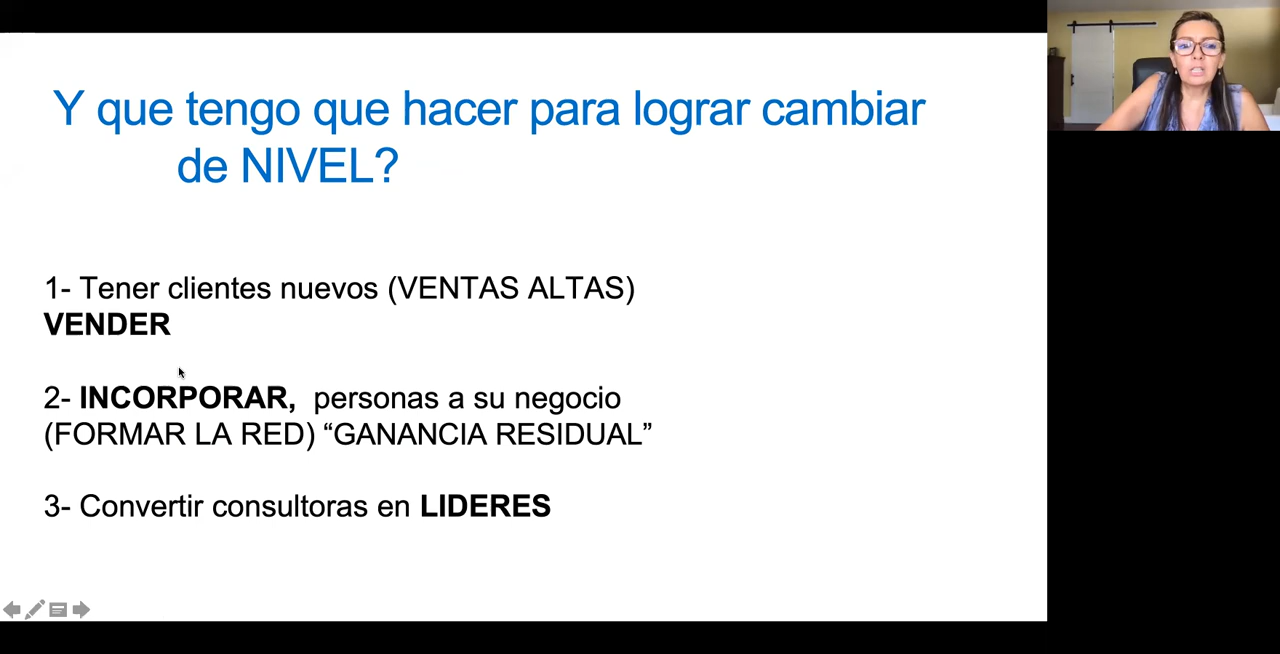 Y que tengo que hacer para lograr cambiar
de NIVEL?
1- Tener clientes nuevos (VENTAS ALTAS)
VENDER
2- INCORPORAR, personas a su negocio
(FORMAR LA RED) “GANANCIA RESIDUAL”
3- Convertir consultoras en LIDERES